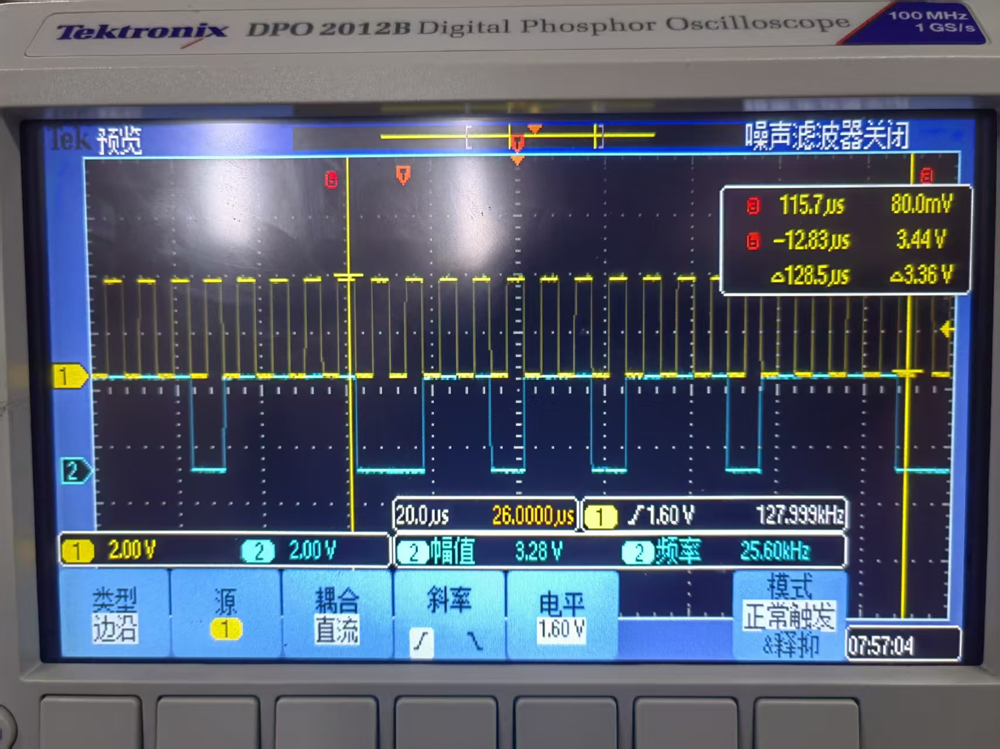 Tektronix DPO 2012B Digital Phosphor Oscilloscope
100 MHz
1 GS/s
Tek 预览
噪声滤波器关闭
T
b
T
a
a 115.7µs 80.0mV
b −12.83µs 3.44 V
△128.5µs △3.36 V
1
2
20.0µs 26.0000µs
1 1.60 V 127.999kHz
1 2.00 V 2 2.00 V
2 幅值 3.28 V 2 频率 25.60kHz
类型
边沿
源
1
耦合
直流
斜率
电平
1.60 V
模式
正常触发
&释抑
07:57:04